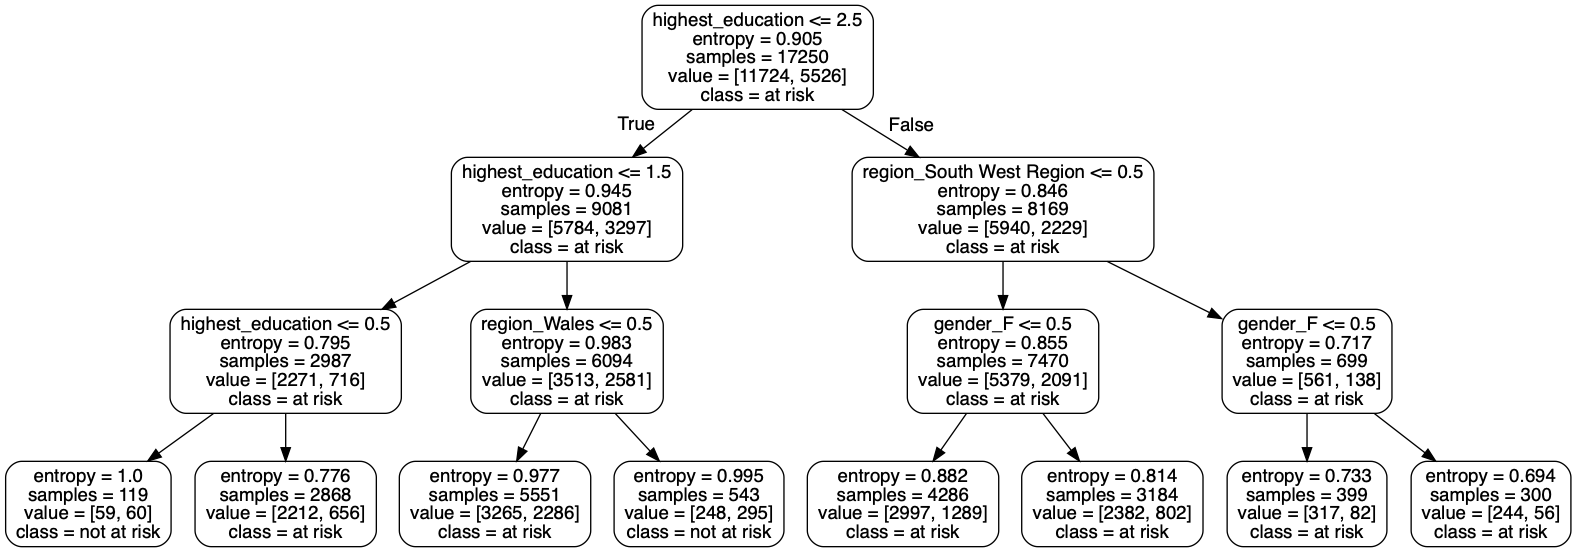 highest_education <= 2.5
entropy = 0.905
samples = 17250
value = [11724, 5526]
class = at risk
True
False
highest_education <= 1.5
entropy = 0.945
samples = 9081
value = [5784, 3297]
class = at risk
region_South West Region <= 0.5
entropy = 0.846
samples = 8169
value = [5940, 2229]
class = at risk
highest_education <= 0.5
entropy = 0.795
samples = 2987
value = [2271, 716]
class = at risk
region_Wales <= 0.5
entropy = 0.983
samples = 6094
value = [3513, 2581]
class = at risk
gender_F <= 0.5
entropy = 0.855
samples = 7470
value = [5379, 2091]
class = at risk
gender_F <= 0.5
entropy = 0.717
samples = 699
value = [561, 138]
class = at risk
entropy = 1.0
samples = 119
value = [59, 60]
class = not at risk
entropy = 0.776
samples = 2868
value = [2212, 656]
class = at risk
entropy = 0.977
samples = 5551
value = [3265, 2286]
class = at risk
entropy = 0.995
samples = 543
value = [248, 295]
class = not at risk
entropy = 0.882
samples = 4286
value = [2997, 1289]
class = at risk
entropy = 0.814
samples = 3184
value = [2382, 802]
class = at risk
entropy = 0.733
samples = 399
value = [317, 82]
class = at risk
entropy = 0.694
samples = 300
value = [244, 56]
class = at risk